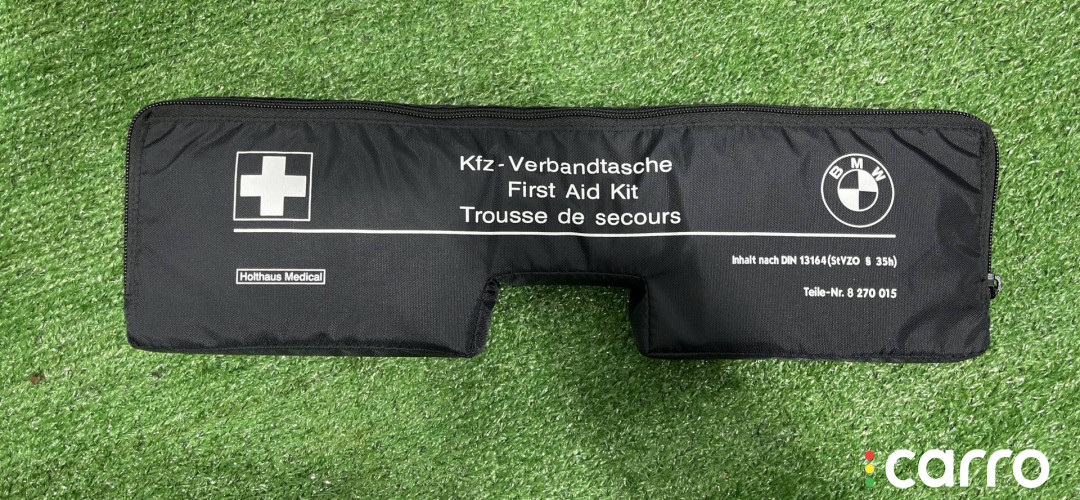 Kfz-Verbandtasche
First Aid Kit
Trousse de secours
BMW
Holthaus Medical
Inhalt nach DIN 13164(StVZO § 35h)
Teile-Nr. 8 270 015
carro